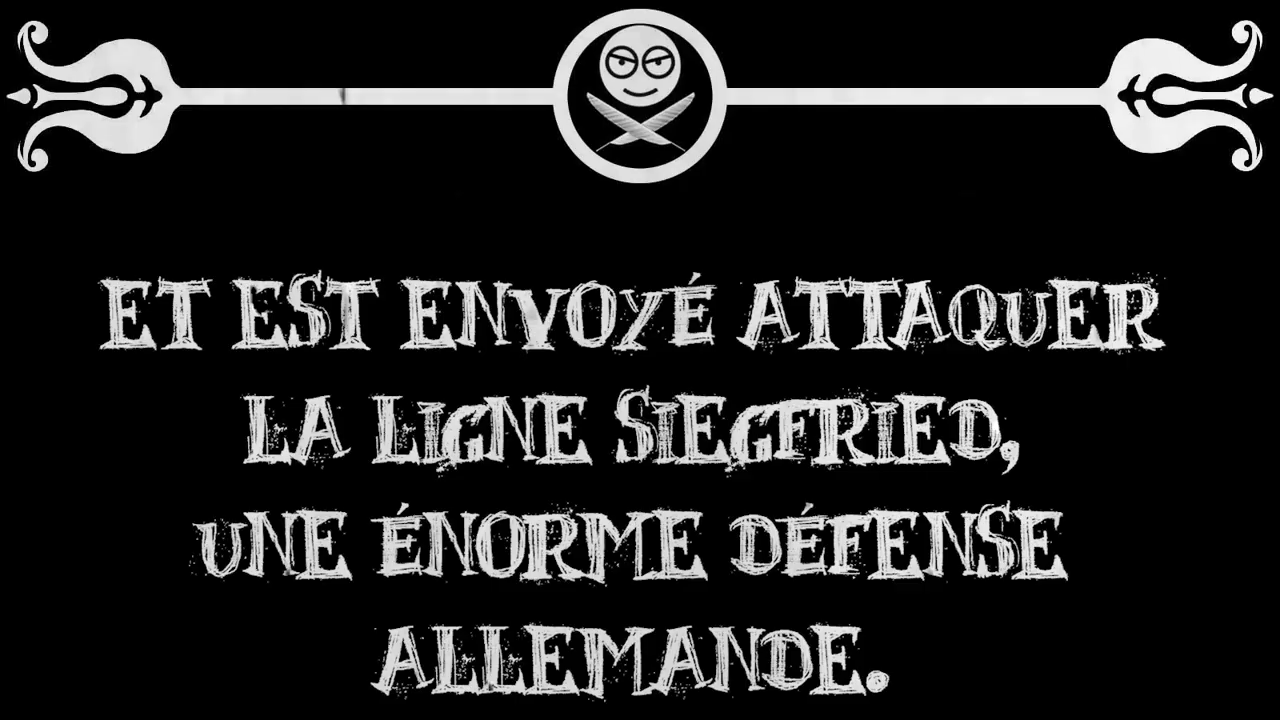 ET EST ENVOYÉ ATTAQUER
LA LIGNE SIEGFRIED,
UNE ÉNORME DÉFENSE
ALLEMANDE.